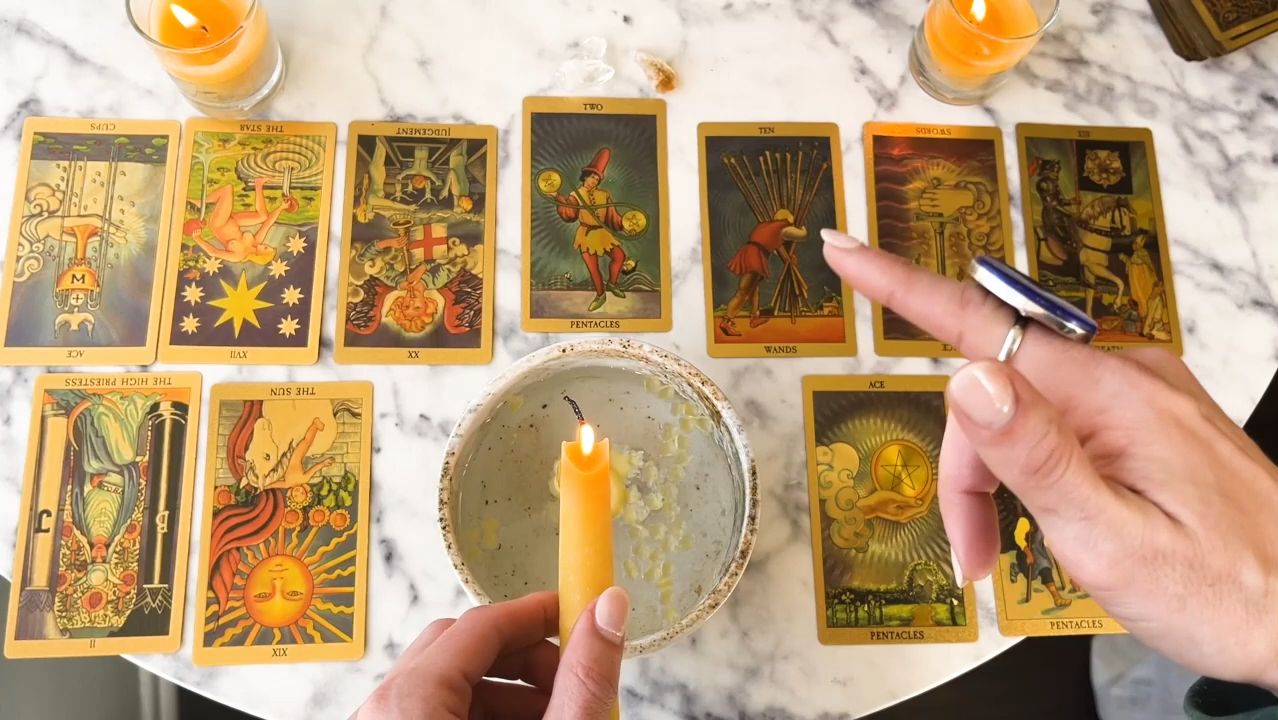 CUPS
ACE
THE STAR
XVII
JUDGEMENT
XX
TWO
PENTACLES
TEN
WANDS
SWORDS
XIII
THE HIGH PRIESTESS
II
THE SUN
XIX
ACE
PENTACLES
PENTACLES